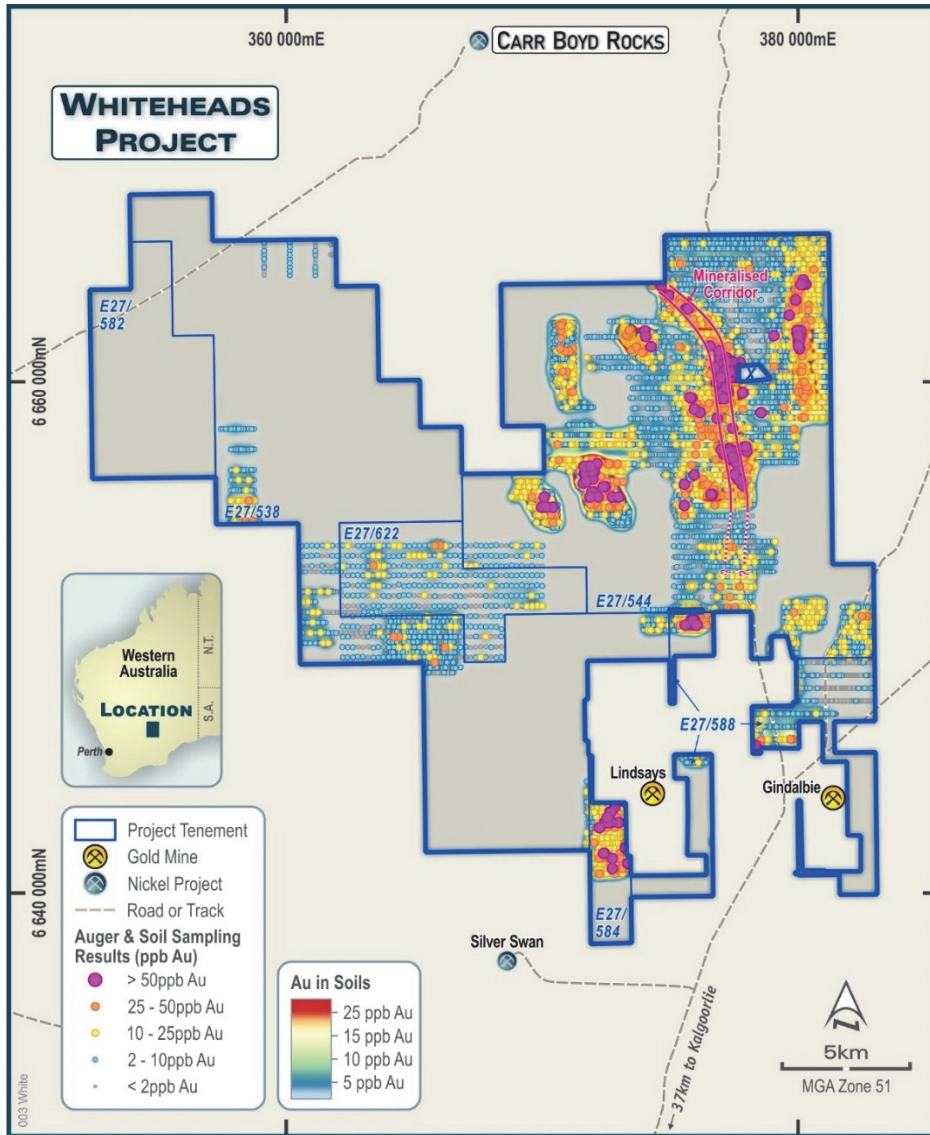 360 000mE
CARR BOYD ROCKS
380 000mE
WHITEHEADS
PROJECT
Mineralised
Corridor
E27/
582
6 660 000mN
E27/538
E27/622
E27/544
? ?
Western
Australia
N.T.
S.A.
LOCATION
Perth
E27/588
Lindsays
Gindalbie
6 640 000mN
E27/
584
Silver Swan
37km to Kalgoorlie
Project Tenement
Gold Mine
Nickel Project
Road or Track
Auger & Soil Sampling
Results (ppb Au)
> 50ppb Au
25 - 50ppb Au
10 - 25ppb Au
2 - 10ppb Au
< 2ppb Au
Au in Soils
25 ppb Au
15 ppb Au
10 ppb Au
5 ppb Au
N
5km
MGA Zone 51
003 White